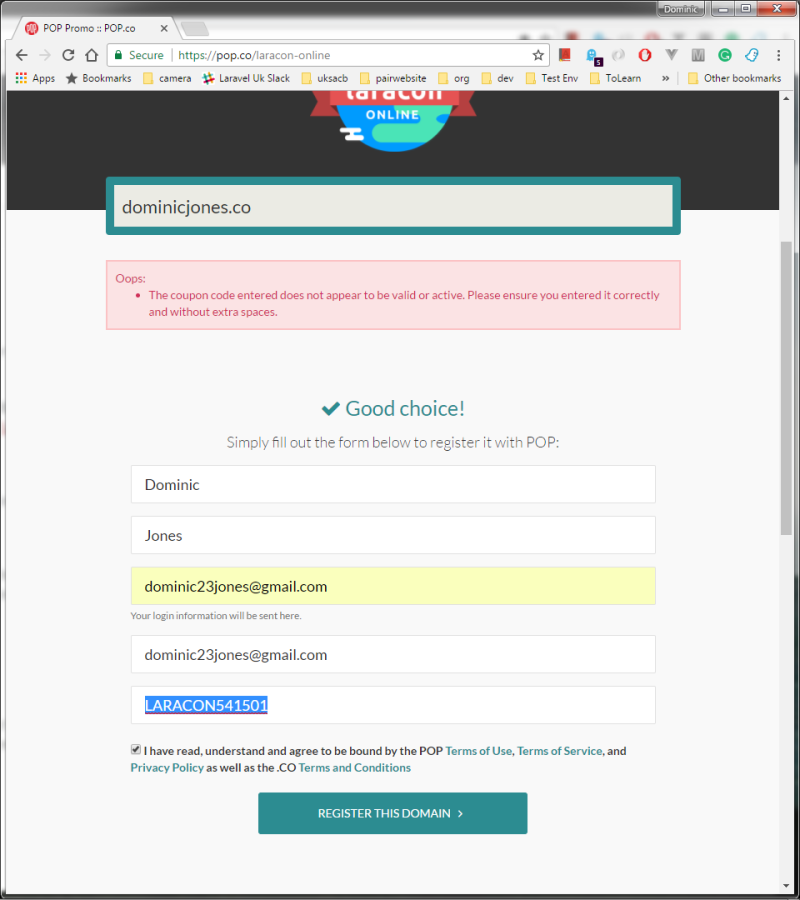 Dominic
POP Promo :: POP.co
Secure https://pop.co/laracon-online
5
Apps Bookmarks camera Laravel Uk Slack uksacb pairwebsite org dev Test Env ToLearn » Other bookmarks
laracon
ONLINE
dominicjones.co
Oops:
• The coupon code entered does not appear to be valid or active. Please ensure you entered it correctly
and without extra spaces.
Good choice!
Simply fill out the form below to register it with POP:
Dominic
Jones
dominic23jones@gmail.com
Your login information will be sent here.
dominic23jones@gmail.com
LARACON541501
I have read, understand and agree to be bound by the POP Terms of Use, Terms of Service, and
Privacy Policy as well as the .CO Terms and Conditions
REGISTER THIS DOMAIN >